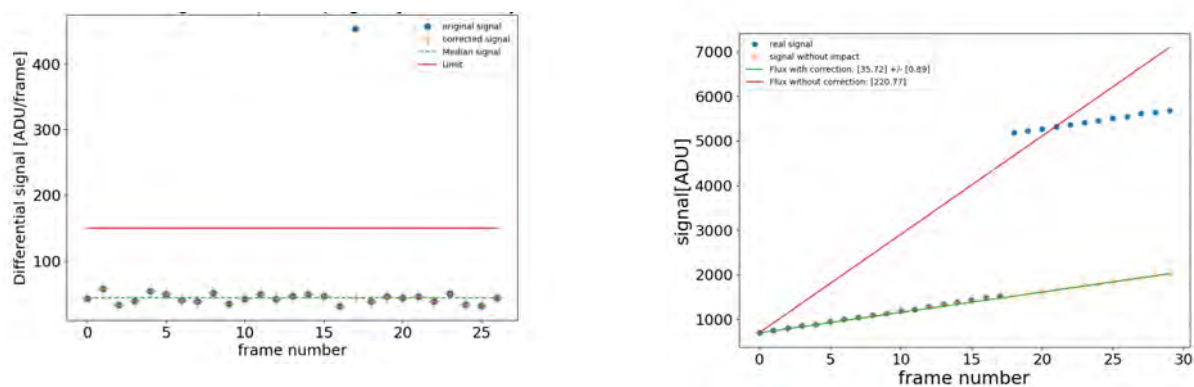 original signal
corrected signal
Median signal
Limit
Differential signal [ADU/frame]
400
300
200
100
0 5 10 15 20 25
frame number
real signal
signal without impact
Flux with correction: [35.72] +/- [0.89]
Flux without correction: [220.77]
signal[ADU]
7000
6000
5000
4000
3000
2000
1000
0 5 10 15 20 25 30
frame number